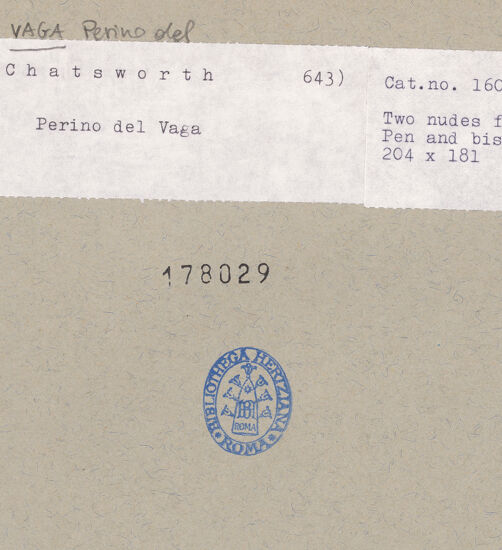 VAGA Perino del
Chatsworth 643)
Perino del Vaga
Cat.no. 160
Two nudes f
Pen and bis
204 x 181
178029
BIBLIOTHECA HERTZIANA
ROMA
ROMA